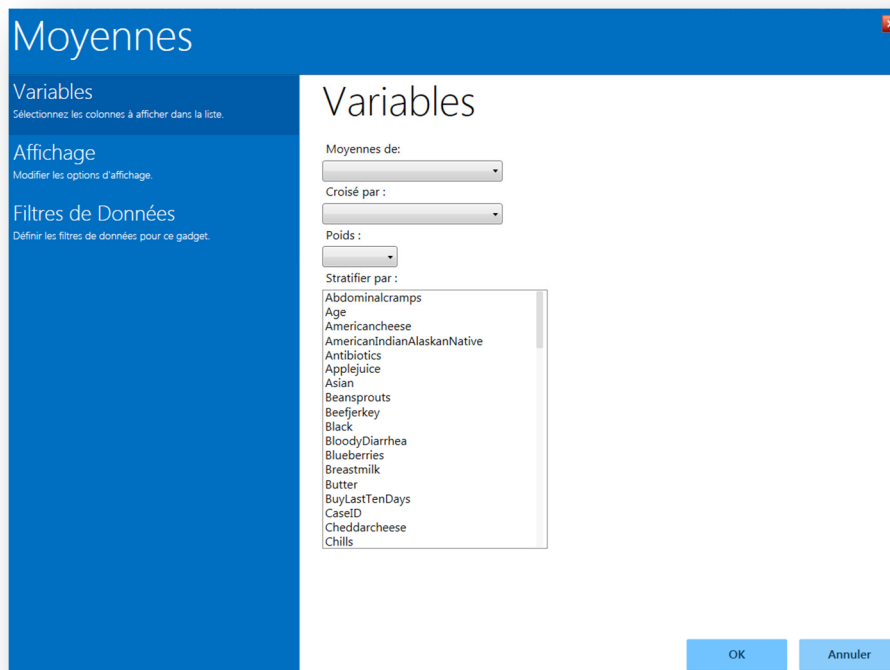 Moyennes
Variables
Sélectionnez les colonnes à afficher dans la liste.
Affichage
Modifier les options d'affichage.
Filtres de Données
Définir les filtres de données pour ce gadget.
Variables
Moyennes de:
Croisé par :
Poids :
Stratifier par :
Abdominalcramps
Age
Americancheese
AmericanIndianAlaskanNative
Antibiotics
Applejuice
Asian
Beansprouts
Beefjerkey
Black
BloodyDiarrhea
Blueberries
Breastmilk
Butter
BuyLastTenDays
CaseID
Cheddarcheese
Chills
OK
Annuler